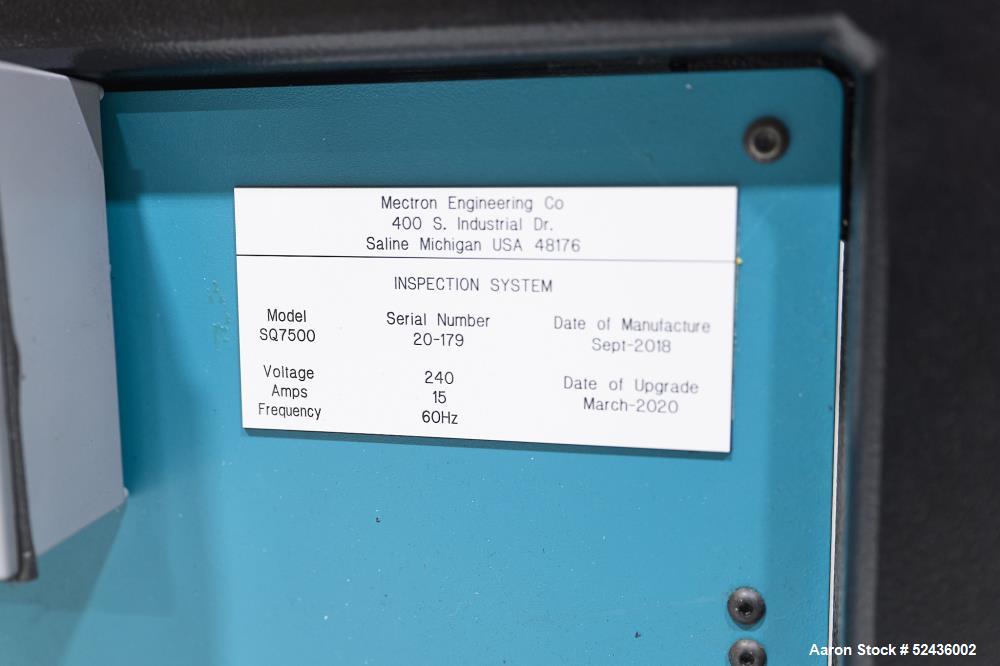 Mectron Engineering Co
400 S. Industrial Dr.
Saline Michigan USA 48176
INSPECTION SYSTEM
Model
SQ7500
Serial Number
20-179
Date of Manufacture
Sept-2018
Voltage 240
Amps 15
Frequency 60Hz
Date of Upgrade
March-2020
Aaron Stock # 52436002